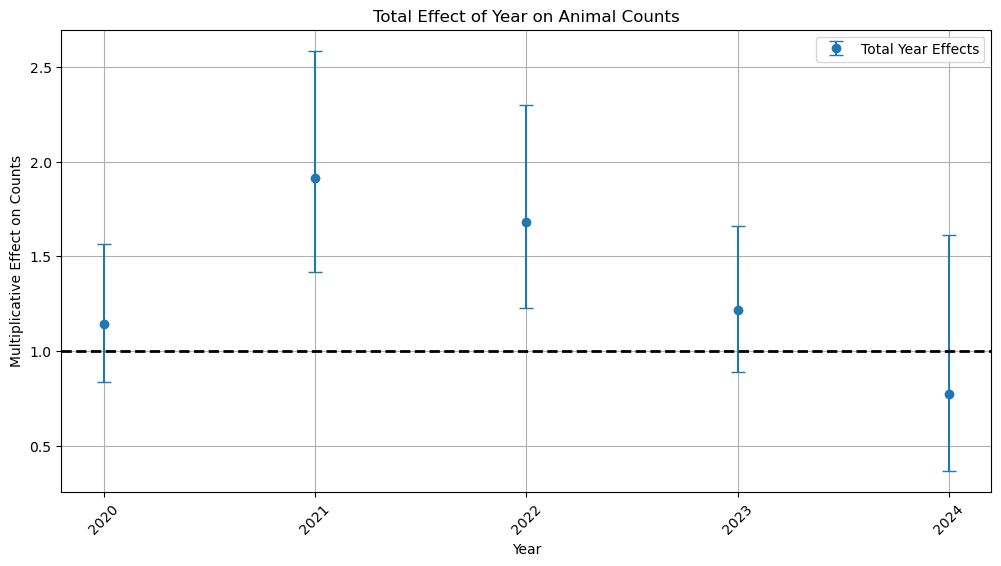 Total Effect of Year on Animal Counts
Total Year Effects
Multiplicative Effect on Counts
2.5
2.0
1.5
1.0
0.5
2020
2021
2022
2023
2024
Year